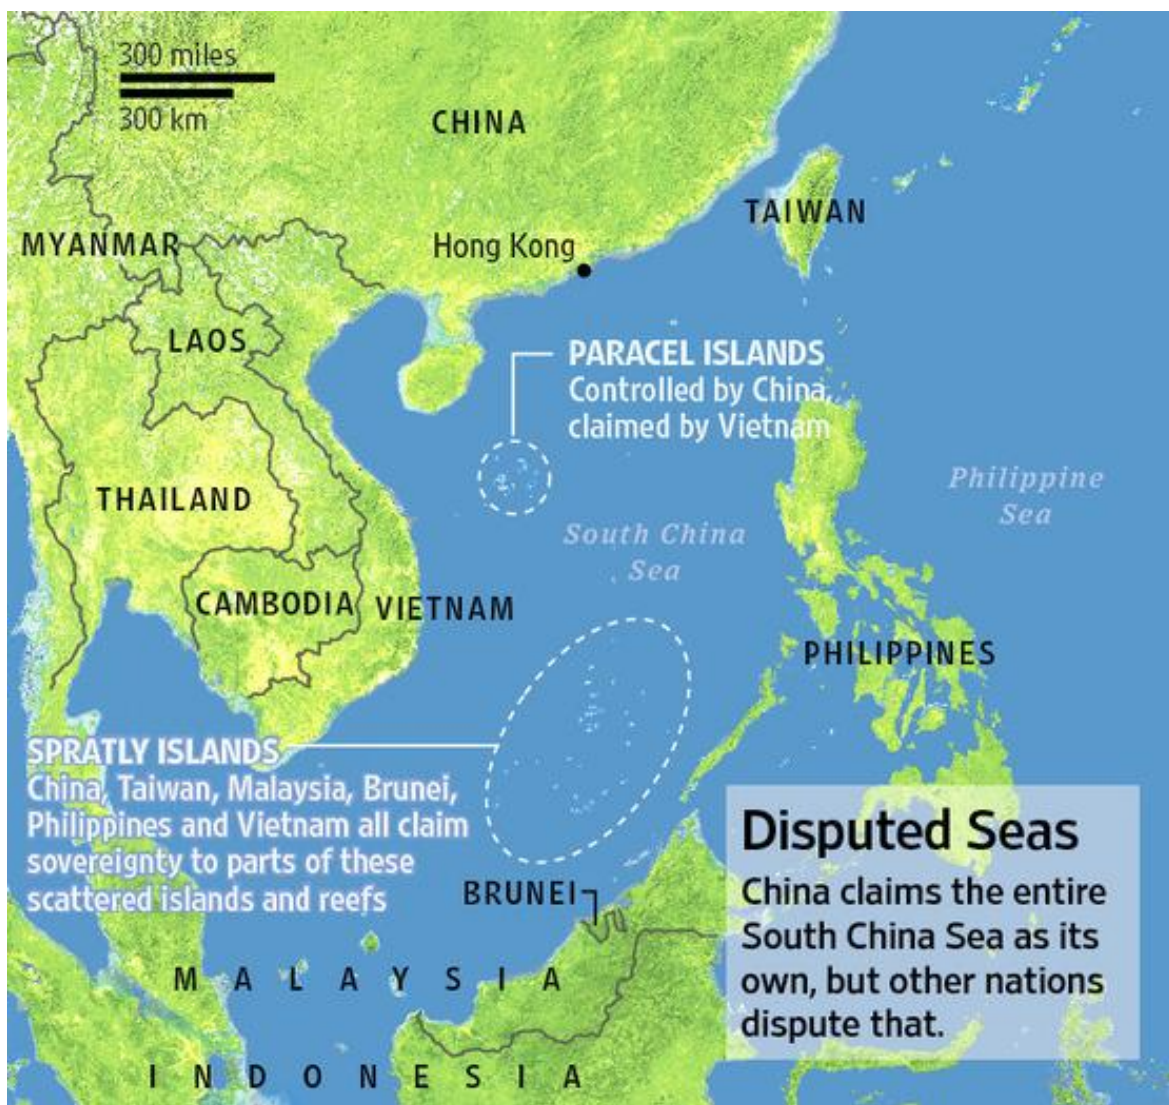 300 miles
300 km
CHINA
TAIWAN
MYANMAR
Hong Kong
LAOS
PARACEL ISLANDS
Controlled by China,
claimed by Vietnam
THAILAND
Philippine
Sea
South China
Sea
CAMBODIA
VIETNAM
PHILIPPINES
SPRATLY ISLANDS
China, Taiwan, Malaysia, Brunei,
Philippines and Vietnam all claim
sovereignty to parts of these
scattered islands and reefs
BRUNEI
Disputed Seas
China claims the entire
South China Sea as its
own, but other nations
dispute that.
MALAYSIA
INDONESIA